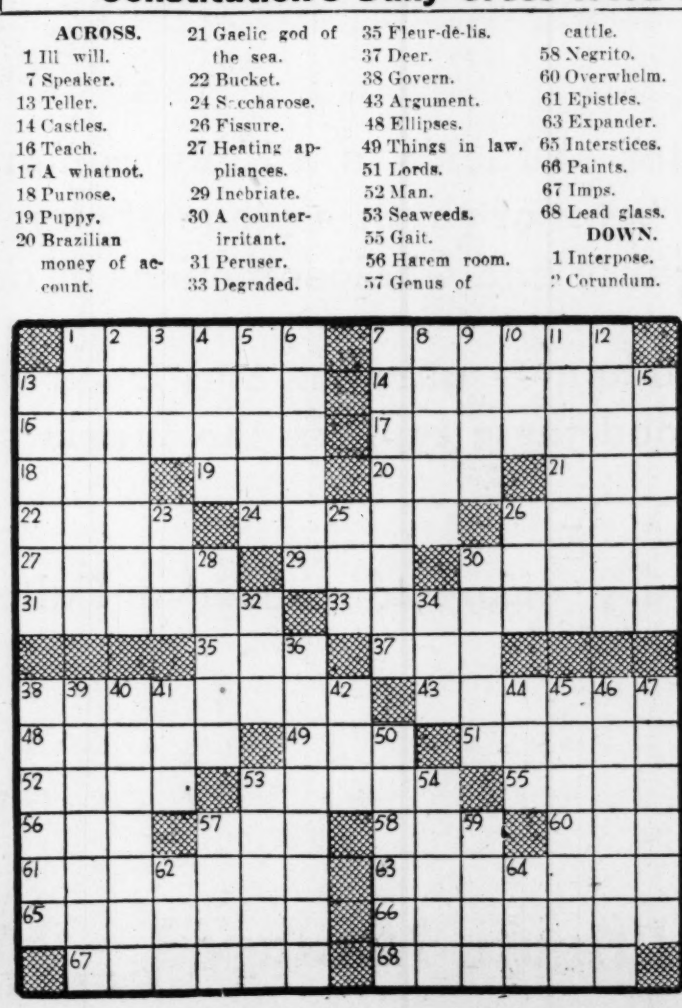 ACROSS.
1 Ill will.
7 Speaker.
13 Teller.
14 Castles.
16 Teach.
17 A whatnot.
18 Purpose.
19 Puppy.
20 Brazilian
money of ac-
count.
21 Gaelic god of
the sea.
22 Bucket.
24 Saccharose.
26 Fissure.
27 Heating ap-
pliances.
29 Inebriate.
30 A counter-
irritant.
31 Peruser.
33 Degraded.
35 Fleur-de-lis.
37 Deer.
38 Govern.
43 Argument.
48 Ellipses.
49 Things in law.
51 Lords.
52 Man.
53 Seaweeds.
55 Gait.
56 Harem room.
57 Genus of
cattle.
58 Negrito.
60 Overwhelm.
61 Epistles.
63 Expander.
65 Interstices.
66 Paints.
67 Imps.
68 Lead glass.
DOWN.
1 Interpose.
2 Corundum.
1 2 3 4 5 6 7 8 9 10 11 12
13 14 15
16 17
18 19 20 21
22 23 24 25 26
27 28 29 30
31 32 33 34
35 36 37
38 39 40 41 42 43 44 45 46 47
48 49 50 51
52 53 54 55
56 57 58 59 60
61 62 63 64
65 66
67 68